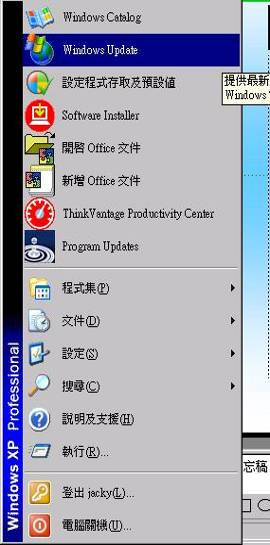 Windows Catalog
Windows Update
設定程式存取及預設值
提供最新
Windows
Software Installer
開啓 Office 文件
新增 Office 文件
ThinkVantage Productivity Center
Program Updates
程式集(P)
文件(D)
設定(S)
搜尋(C)
說明及支援(H)
執行(R)...
忘稿
登出 jacky(L)...
電腦關機(U)...
Windows XP Professional